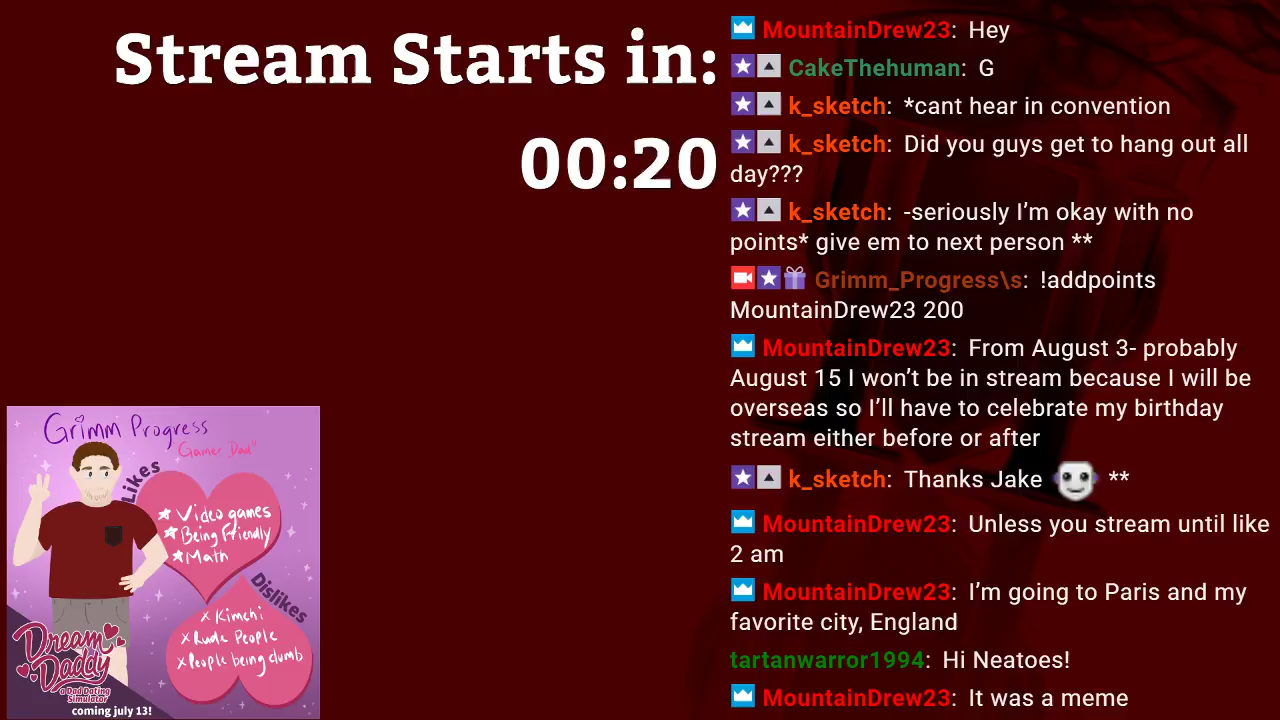 Stream Starts in:
00:20
MountainDrew23: Hey
CakeThehuman: G
k_sketch: *cant hear in convention
k_sketch: Did you guys get to hang out all
day???
k_sketch: -seriously I’m okay with no
points* give em to next person **
Grimm_Progress\s: !addpoints
MountainDrew23 200
MountainDrew23: From August 3- probably
August 15 I won’t be in stream because I will be
overseas so I’ll have to celebrate my birthday
stream either before or after
k_sketch: Thanks Jake **
MountainDrew23: Unless you stream until like
2 am
MountainDrew23: I’m going to Paris and my
favorite city, England
tartanwarror1994: Hi Neatoes!
MountainDrew23: It was a meme
Grimm Progress
"Gamer Dad"
Likes
Video games
Being friendly
Math
Dislikes
x Kimchi
x Rude People
x People being dumb
Dream
Daddy
a Dad Dating
Simulator
coming july 13!